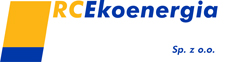 RCEkoenergia
Sp. z o.o.